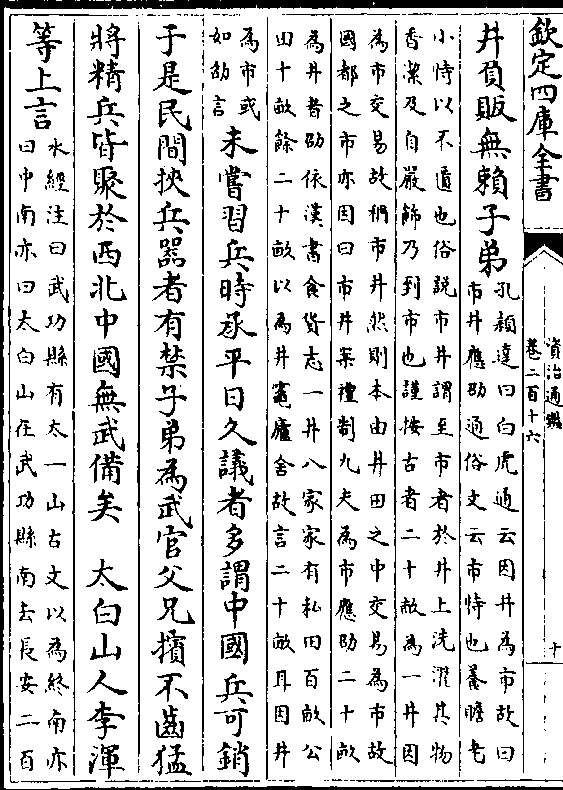 欽定四庫全書
資治通鑑
卷二百十六
十
井負販無賴子弟
孔穎達曰白虎通云因井為市故曰
市井應劭通俗文云市恃也養贍老
小恃以不匱也俗說市井謂至市者於井上洗濯其物
香潔及自嚴飾乃到市也謹按古者二十畝為一井因
為市交易故稱市井然則本由井田之中交易為市故
國都之市亦因曰市井案禮制九夫為市應劭二十畝
為井者劭依漢書食貨志一井八家家有私田百畝公
田十畝餘二十畝以為井竈廬舍故言二十畝耳因井
為市或
如劭言
未嘗習兵時承平日久議者多謂中國兵可銷
于是民間挾兵器者有禁子弟為武官父兄擯不齒猛
將精兵皆聚於西北中國無武備矣　太白山人李渾
等上言
水經注曰武功縣有太一山古文以為終南亦
曰中南亦曰太白山在武功縣南去長安二百